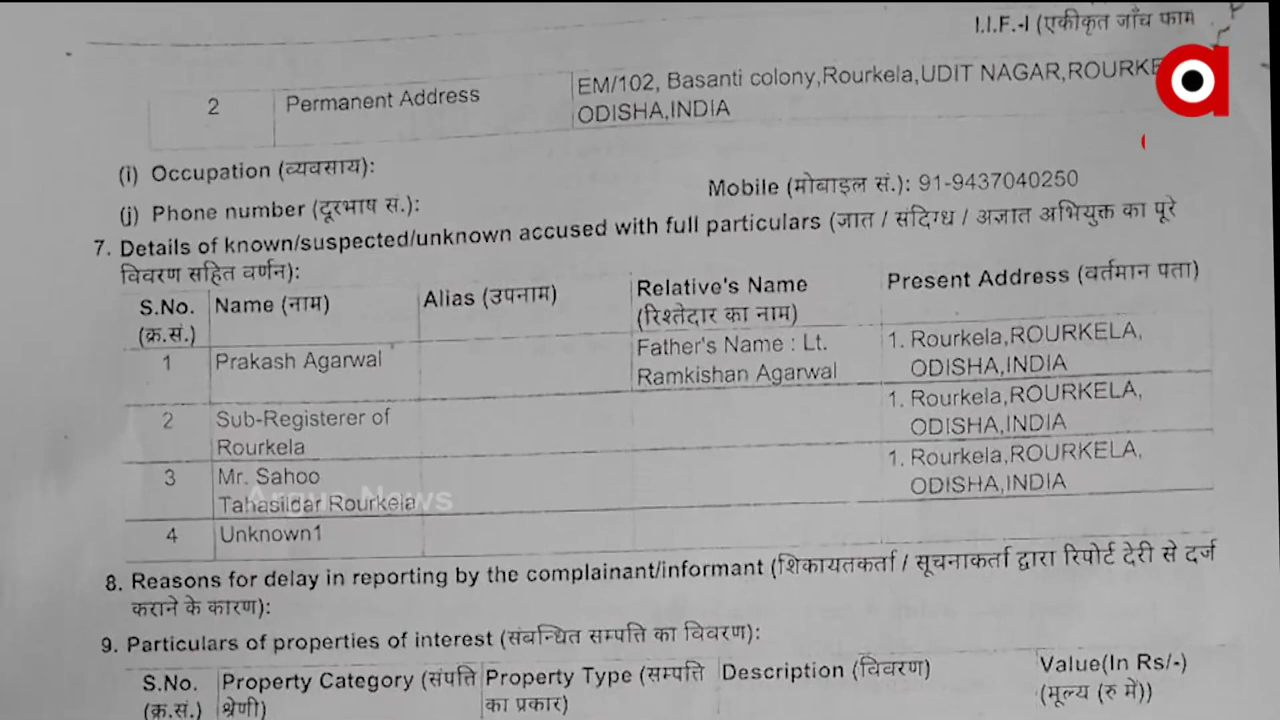 I.I.F.-I (एकीकृत जाँच फाम
2 Permanent Address EM/102, Basanti colony,Rourkela,UDIT NAGAR,ROURKE
ODISHA,INDIA
(i) Occupation (व्यवसाय):
Mobile (मोबाइल सं.): 91-9437040250
(j) Phone number (दूरभाष सं.):
7. Details of known/suspected/unknown accused with full particulars (ज्ञात / संदिग्ध / अज्ञात अभियुक्त का पूरे
विवरण सहित वर्णन):
S.No. Name (नाम) Alias (उपनाम) Relative's Name Present Address (वर्तमान पता)
(क्र.सं.) (रिश्तेदार का नाम)
1 Prakash Agarwal Father's Name : Lt. 1. Rourkela,ROURKELA,
Ramkishan Agarwal ODISHA,INDIA
2 Sub-Registerer of 1. Rourkela,ROURKELA,
Rourkela ODISHA,INDIA
3 Mr. Sahoo 1. Rourkela,ROURKELA,
Tahasildar Rourkela ODISHA,INDIA
Argus News
4 Unknown1
8. Reasons for delay in reporting by the complainant/informant (शिकायतकर्ता / सूचनाकर्ता द्वारा रिपोर्ट देरी से दर्ज
कराने के कारण):
9. Particulars of properties of interest (संबन्धित सम्पत्ति का विवरण):
S.No. Property Category (संपत्ति Property Type (सम्पत्ति Description (विवरण) Value(In Rs/-)
(क्र.सं.) श्रेणी) का प्रकार) (मूल्य (रु में))